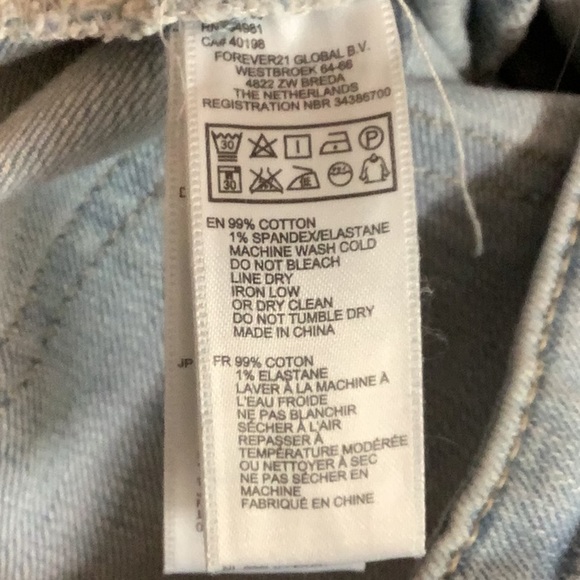 CA# 40198
FOREVER21 GLOBAL B.V.
WESTBROEK 64-66
4822 ZW BREDA
THE NETHERLANDS
REGISTRATION NBR 34386700
30
P
30
EN 99% COTTON
1% SPANDEX/ELASTANE
MACHINE WASH COLD
DO NOT BLEACH
LINE DRY
IRON LOW
OR DRY CLEAN
DO NOT TUMBLE DRY
MADE IN CHINA
JP
FR 99% COTON
1% ELASTANE
LAVER À LA MACHINE À
L'EAU FROIDE
NE PAS BLANCHIR
SÉCHER À L'AIR
REPASSER À
TEMPÉRATURE MODÉRÉE
OU NETTOYER À SEC
NE PAS SÉCHER EN
MACHINE
FABRIQUÉ EN CHINE